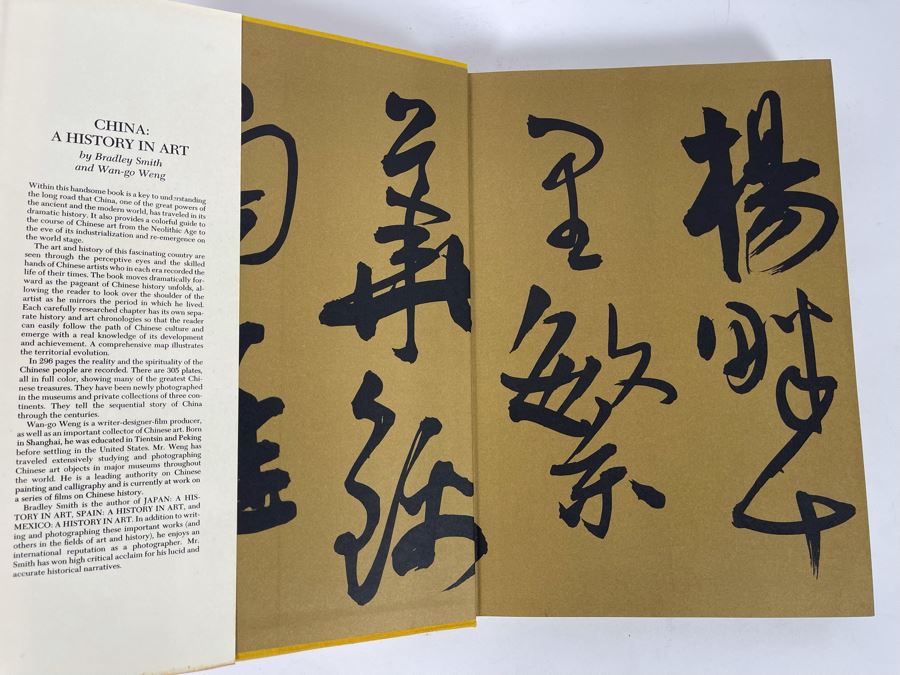 CHINA:
A HISTORY IN ART
by Bradley Smith
and Wan-go Weng
Within this handsome book is a key to understanding
the long road that China, one of the great powers of
the ancient and the modern world, has traveled in its
dramatic history. It also provides a colorful guide to
the course of Chinese art from the Neolithic Age to
the eve of its industrialization and re-emergence on
the world stage.
The art and history of this fascinating country are
seen through the perceptive eyes and the skilled
hands of Chinese artists who in each era recorded the
life of their times. The book moves dramatically for-
ward as the pageant of Chinese history unfolds, al-
lowing the reader to look over the shoulder of the
artist as he mirrors the period in which he lived.
Each carefully researched chapter has its own sepa-
rate history and art chronologies so that the reader
can easily follow the path of Chinese culture and
emerge with a real knowledge of its development
and achievement. A comprehensive map illustrates
the territorial evolution.
In 296 pages the reality and the spirituality of the
Chinese people are recorded. There are 305 plates,
all in full color, showing many of the greatest Chi-
nese treasures. They have been newly photographed
in the museums and private collections of three con-
tinents. They tell the sequential story of China
through the centuries.
Wan-go Weng is a writer-designer-film producer,
as well as an important collector of Chinese art. Born
in Shanghai, he was educated in Tientsin and Peking
before settling in the United States. Mr. Weng has
traveled extensively studying and photographing
Chinese art objects in major museums throughout
the world. He is a leading authority on Chinese
painting and calligraphy and is currently at work on
a series of films on Chinese history.
Bradley Smith is the author of JAPAN: A HIS-
TORY IN ART, SPAIN: A HISTORY IN ART, and
MEXICO: A HISTORY IN ART. In addition to writ-
ing and photographing these important works (and
others in the fields of art and history), he enjoys an
international reputation as a photographer. Mr.
Smith has won high critical acclaim for his lucid and
accurate historical narratives.
楊畔
里繁
華